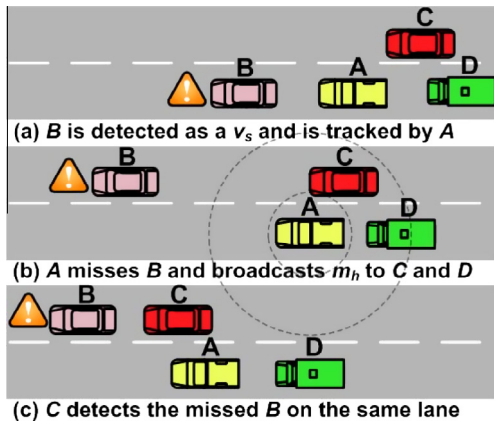 C
B
A
D
(a) B is detected as a vs and is tracked by A
B
C
A
D
(b) A misses B and broadcasts mh to C and D
B
C
A
D
(c) C detects the missed B on the same lane